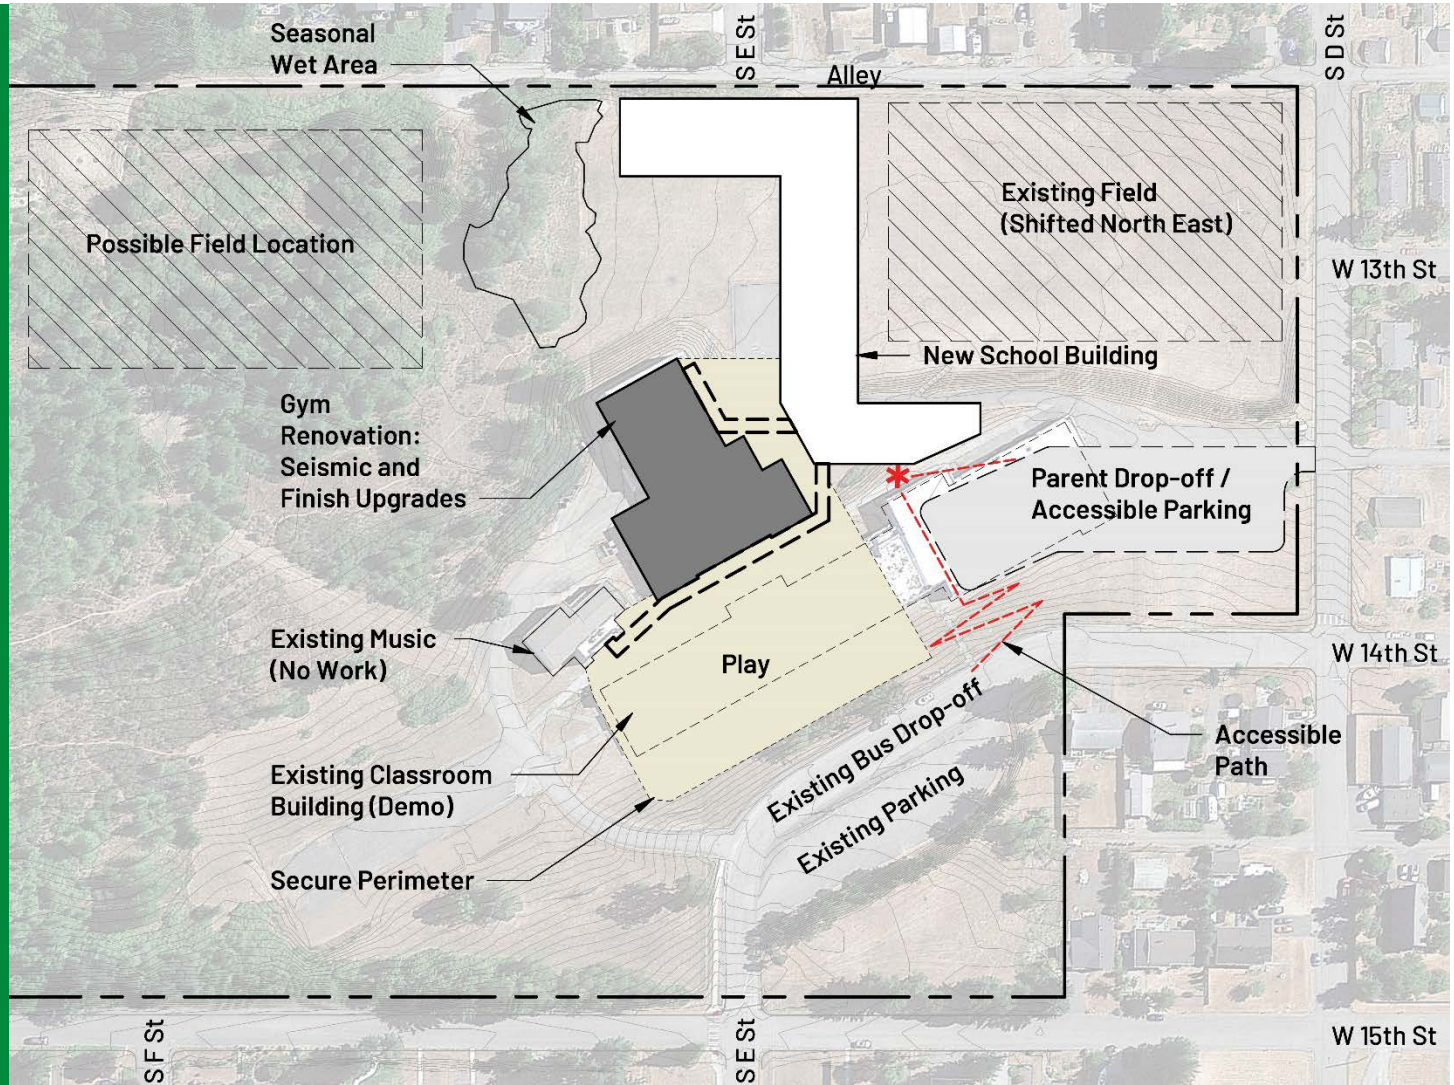 Seasonal
Wet Area
S E St
Alley
S D St
Possible Field Location
Existing Field
(Shifted North East)
W 13th St
New School Building
Gym
Renovation:
Seismic and
Finish Upgrades
*
Parent Drop-off /
Accessible Parking
Existing Music
(No Work)
Play
W 14th St
Existing Bus Drop-off
Accessible
Path
Existing Classroom
Building (Demo)
Existing Parking
Secure Perimeter
S F St
S E St
W 15th St